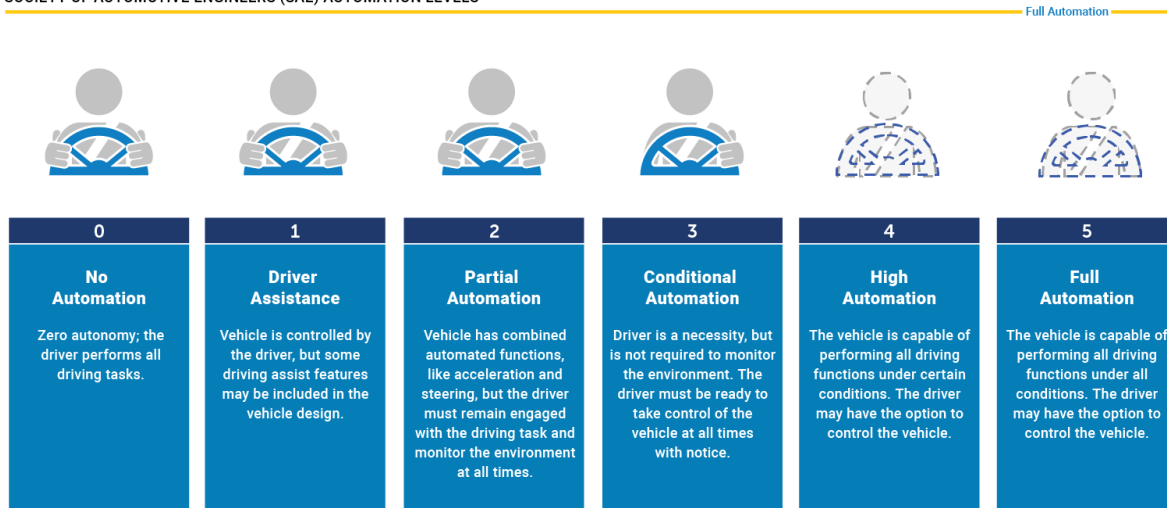 SOCIETY OF AUTOMOTIVE ENGINEERS (SAE) AUTOMATION LEVELS
Full Automation
0
No
Automation
Zero autonomy; the
driver performs all
driving tasks.
1
Driver
Assistance
Vehicle is controlled by
the driver, but some
driving assist features
may be included in the
vehicle design.
2
Partial
Automation
Vehicle has combined
automated functions,
like acceleration and
steering, but the driver
must remain engaged
with the driving task and
monitor the environment
at all times.
3
Conditional
Automation
Driver is a necessity, but
is not required to monitor
the environment. The
driver must be ready to
take control of the
vehicle at all times
with notice.
4
High
Automation
The vehicle is capable of
performing all driving
functions under certain
conditions. The driver
may have the option to
control the vehicle.
5
Full
Automation
The vehicle is capable of
performing all driving
functions under all
conditions. The driver
may have the option to
control the vehicle.